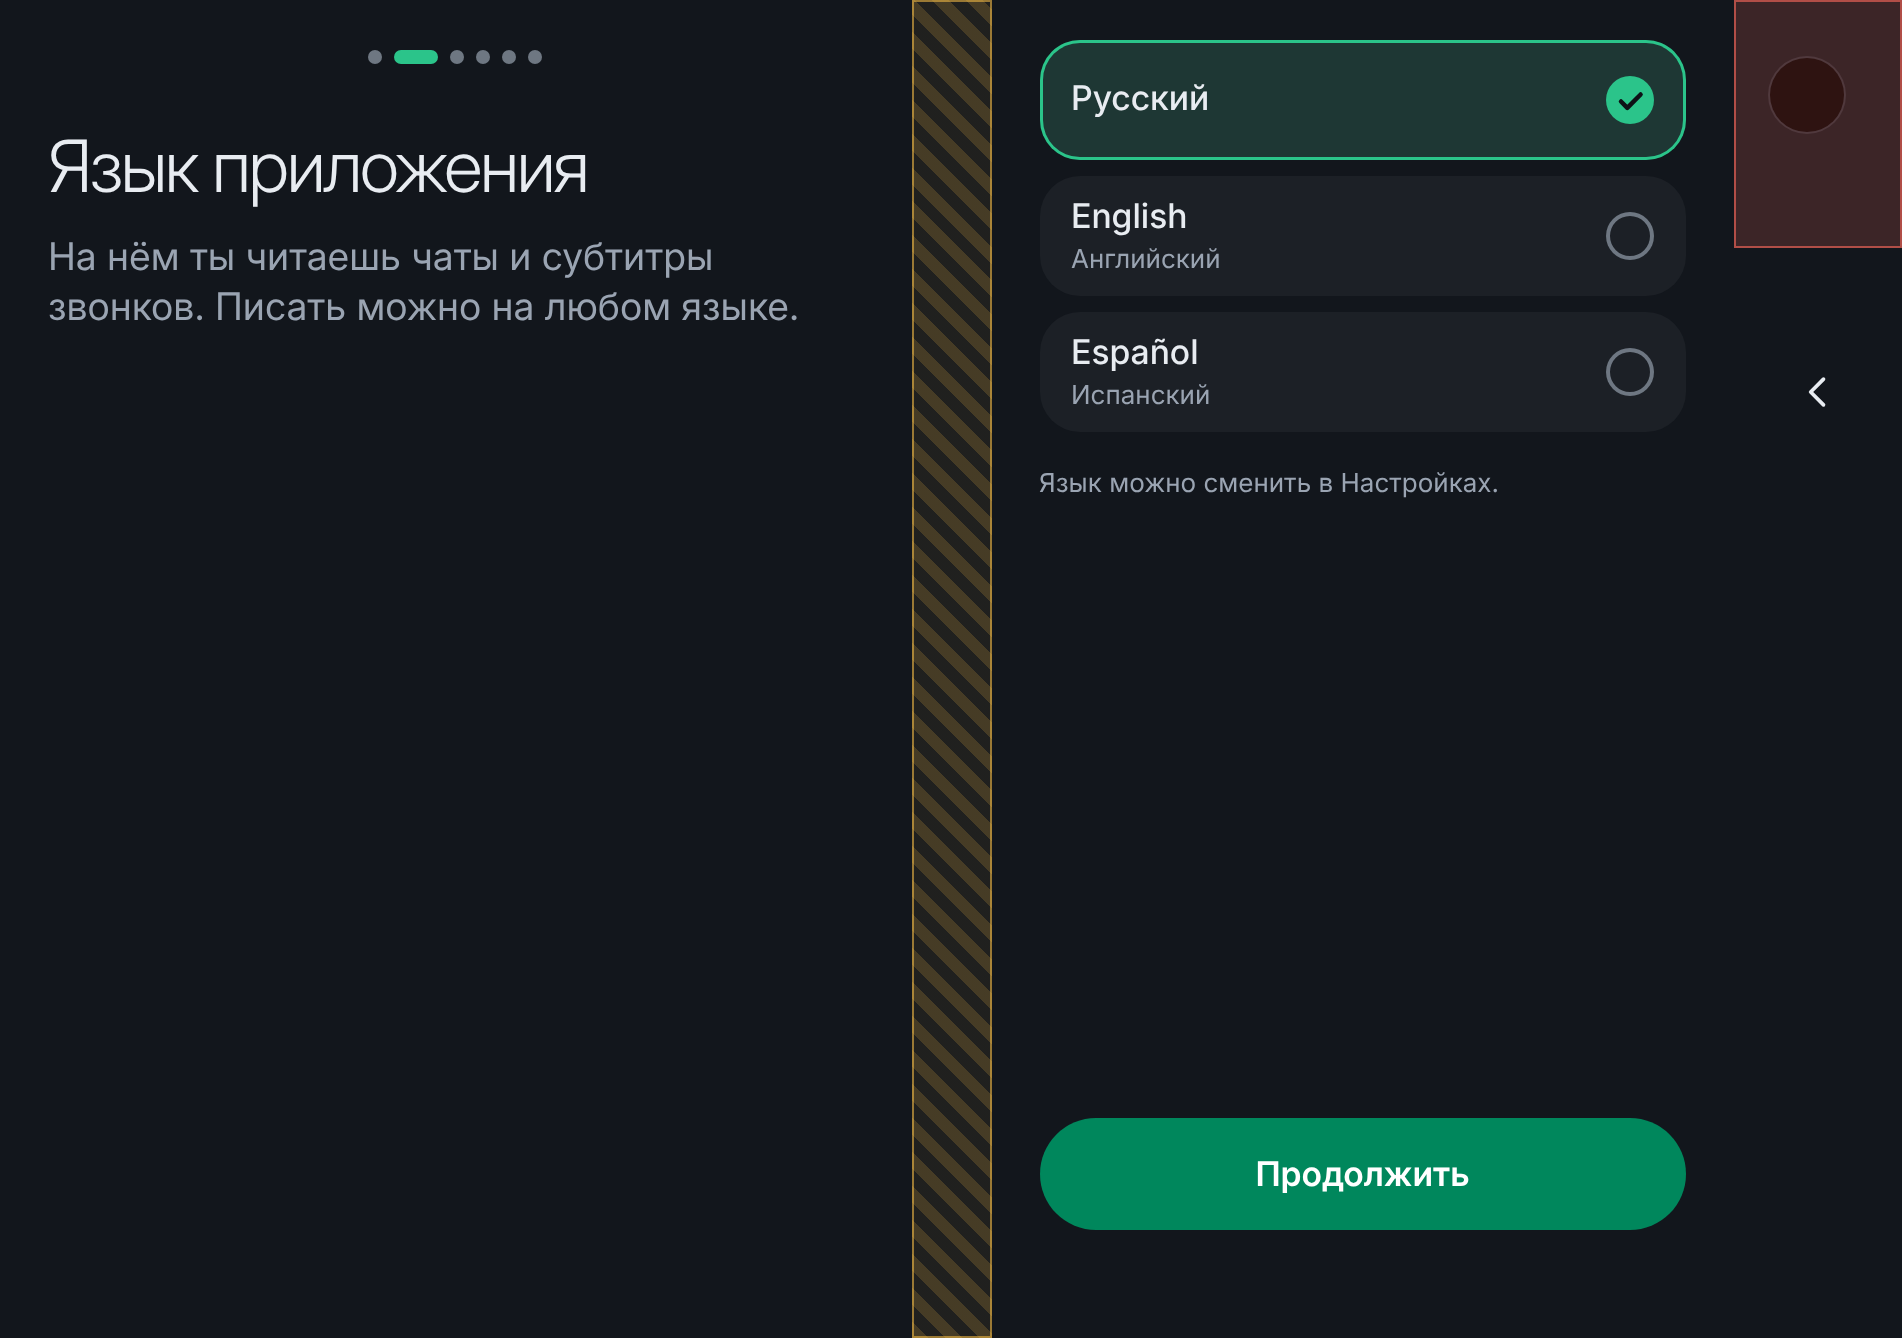 Язык приложения
На нём ты читаешь чаты и субтитры
звонков. Писать можно на любом языке.
Русский
English
Английский
Español
Испанский
Язык можно сменить в Настройках.
Продолжить